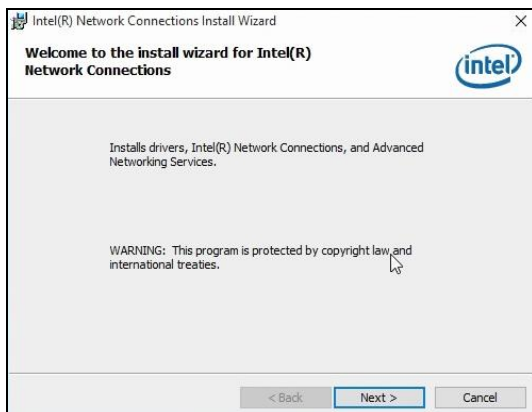 Intel(R) Network Connections Install Wizard
Welcome to the install wizard for Intel(R)
Network Connections
intel
Installs drivers, Intel(R) Network Connections, and Advanced
Networking Services.
WARNING: This program is protected by copyright law and
international treaties.
< Back
Next >
Cancel